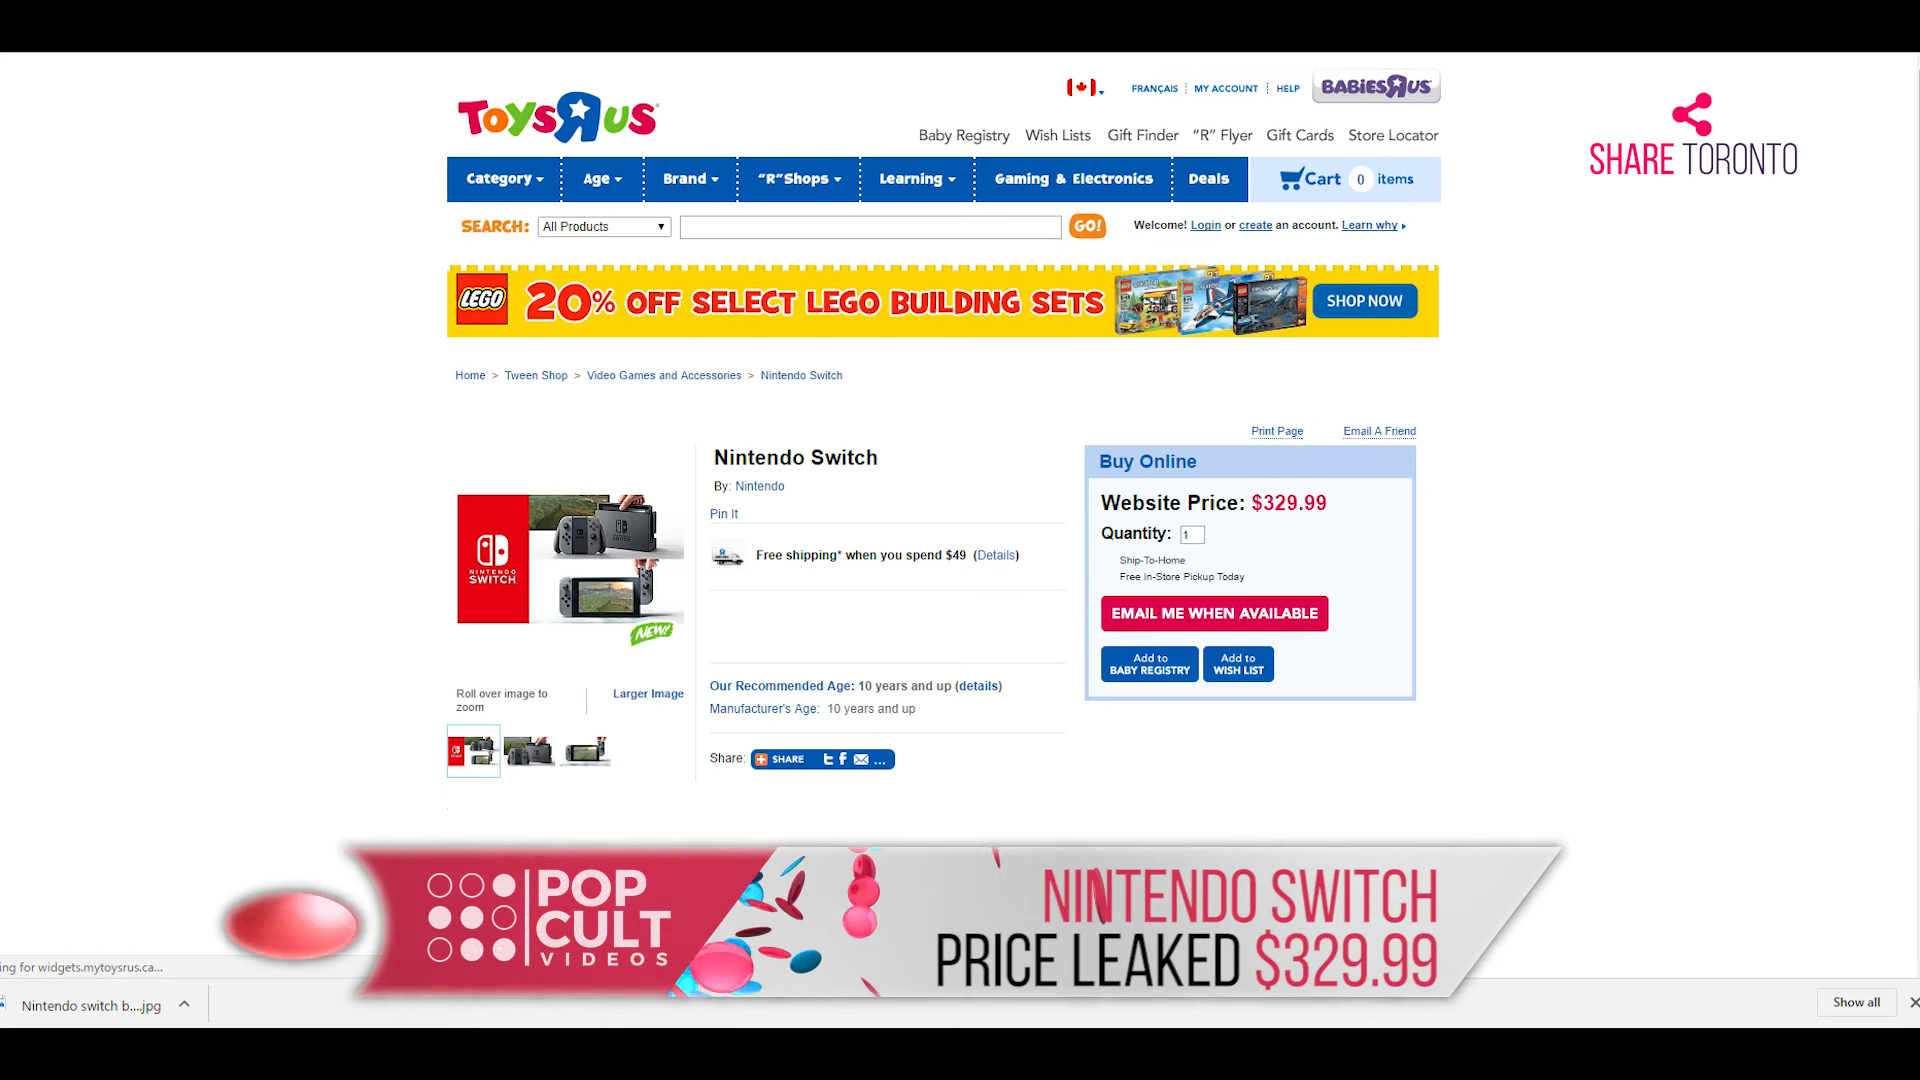 FRANÇAIS MY ACCOUNT HELP BABIESRUS
TOYSRUS
Baby Registry Wish Lists Gift Finder “R” Flyer Gift Cards Store Locator
SHARE TORONTO
Category Age Brand “R”Shops Learning Gaming & Electronics Deals Cart 0 items
SEARCH: All Products GO! Welcome! Login or create an account. Learn why
LEGO 20% OFF SELECT LEGO BUILDING SETS SHOP NOW
Home > Tween Shop > Video Games and Accessories > Nintendo Switch
Print Page Email A Friend
Nintendo Switch
By: Nintendo
Pin It
Free shipping* when you spend $49 (Details)
NINTENDO
SWITCH
NEW!
Roll over image to
zoom
Larger Image
Our Recommended Age: 10 years and up (details)
Manufacturer's Age: 10 years and up
Share: SHARE ...
Buy Online
Website Price: $329.99
Quantity: 1
Ship-To-Home
Free In-Store Pickup Today
EMAIL ME WHEN AVAILABLE
Add to
BABY REGISTRY
Add to
WISH LIST
POP
CULT
VIDEOS
NINTENDO SWITCH
PRICE LEAKED $329.99
ing for widgets.mytoysrus.ca...
Nintendo switch b....jpg
Show all